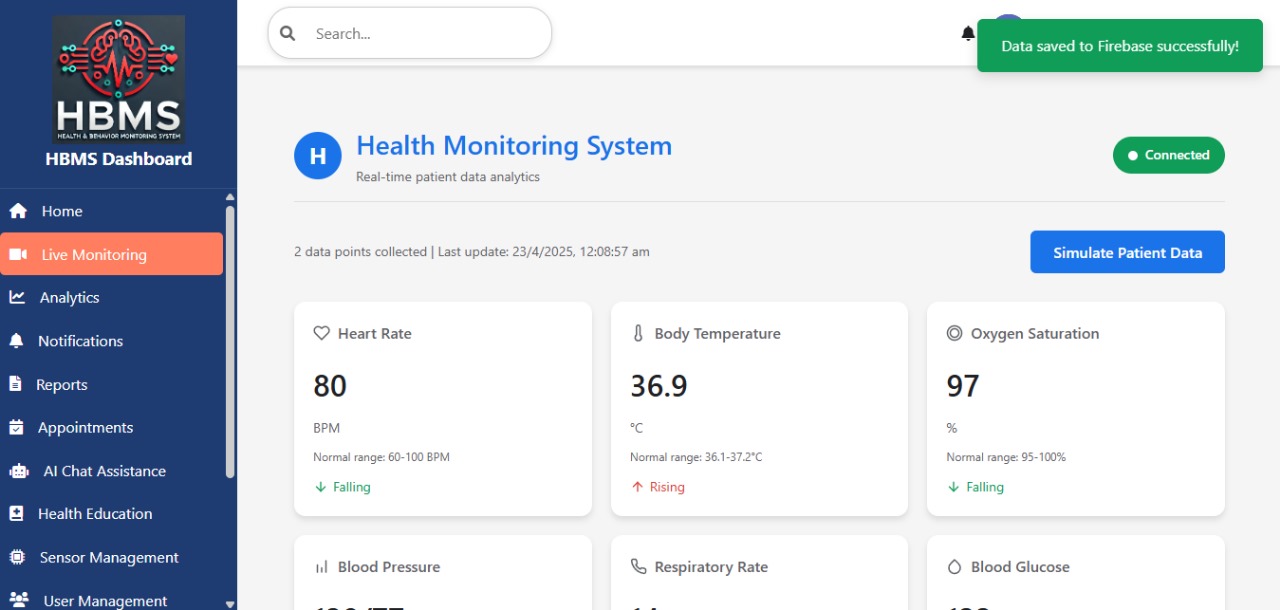 HBMS
HEALTH & BEHAVIOR MONITORING SYSTEM
HBMS Dashboard
Home
Live Monitoring
Analytics
Notifications
Reports
Appointments
AI Chat Assistance
Health Education
Sensor Management
User Management
Search...
Data saved to Firebase successfully!
H
Health Monitoring System
Real-time patient data analytics
Connected
2 data points collected | Last update: 23/4/2025, 12:08:57 am
Simulate Patient Data
Heart Rate
80
BPM
Normal range: 60-100 BPM
Falling
Body Temperature
36.9
°C
Normal range: 36.1-37.2°C
Rising
Oxygen Saturation
97
%
Normal range: 95-100%
Falling
Blood Pressure
Respiratory Rate
Blood Glucose